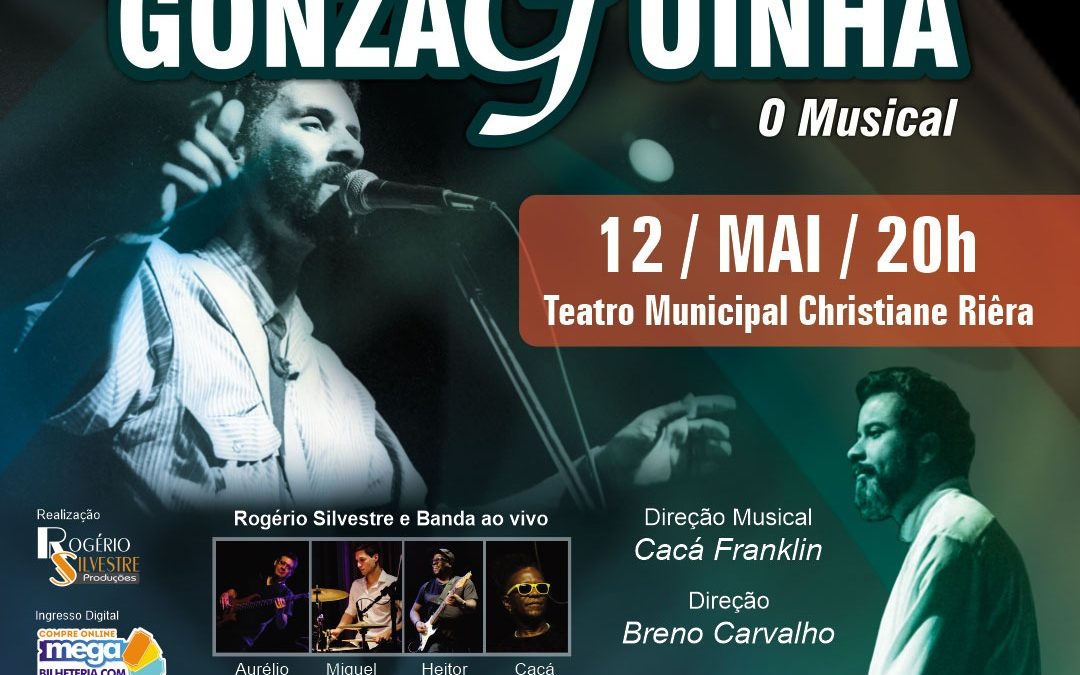 GONZAGUINHA
O Musical
12 / MAI / 20h
Teatro Municipal Christiane Riêra
Realização
ROGÉRIO
SILVESTRE
Produções
Ingresso Digital
COMPRE ONLINE
mega
BILHETERIA.COM
Rogério Silvestre e Banda ao vivo
Aurélio
Miguel
Heitor
Cacá
Direção Musical
Cacá Franklin
Direção
Breno Carvalho